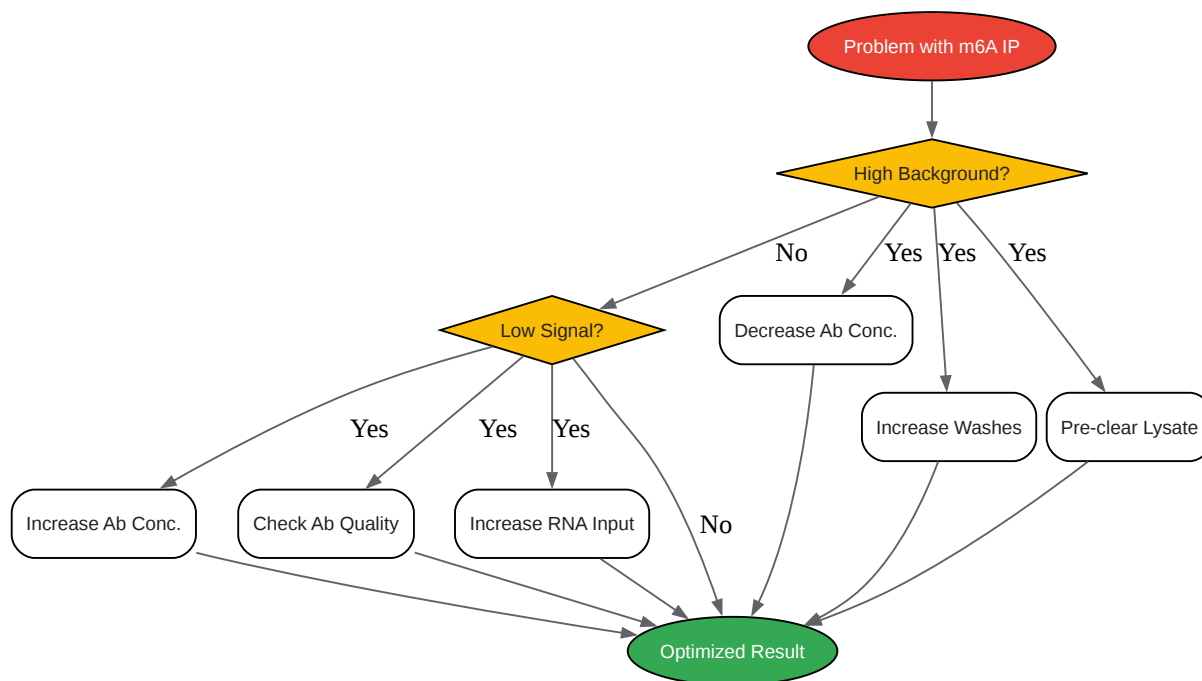 Problem with m6A IP
High Background?
No
Yes
Yes
Yes
Low Signal?
Decrease Ab Conc.
Increase Washes
Pre-clear Lysate
Yes
Yes
Yes
No
Increase Ab Conc.
Check Ab Quality
Increase RNA Input
Optimized Result